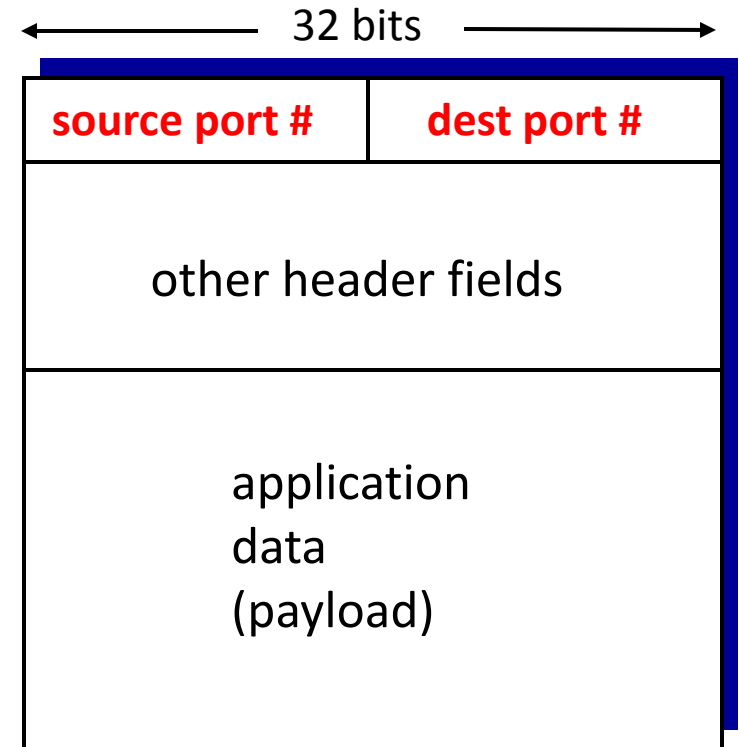 32 bits
source port # dest port #
other header fields
application
data
(payload)